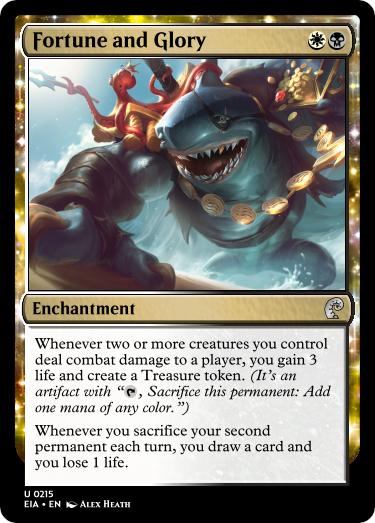 Fortune and Glory
Enchantment
Whenever two or more creatures you control
deal combat damage to a player, you gain 3
life and create a Treasure token. (It's an
artifact with “, Sacrifice this permanent: Add
one mana of any color.”)
Whenever you sacrifice your second
permanent each turn, you draw a card and
you lose 1 life.
U 0215
EIA • EN Alex Heath